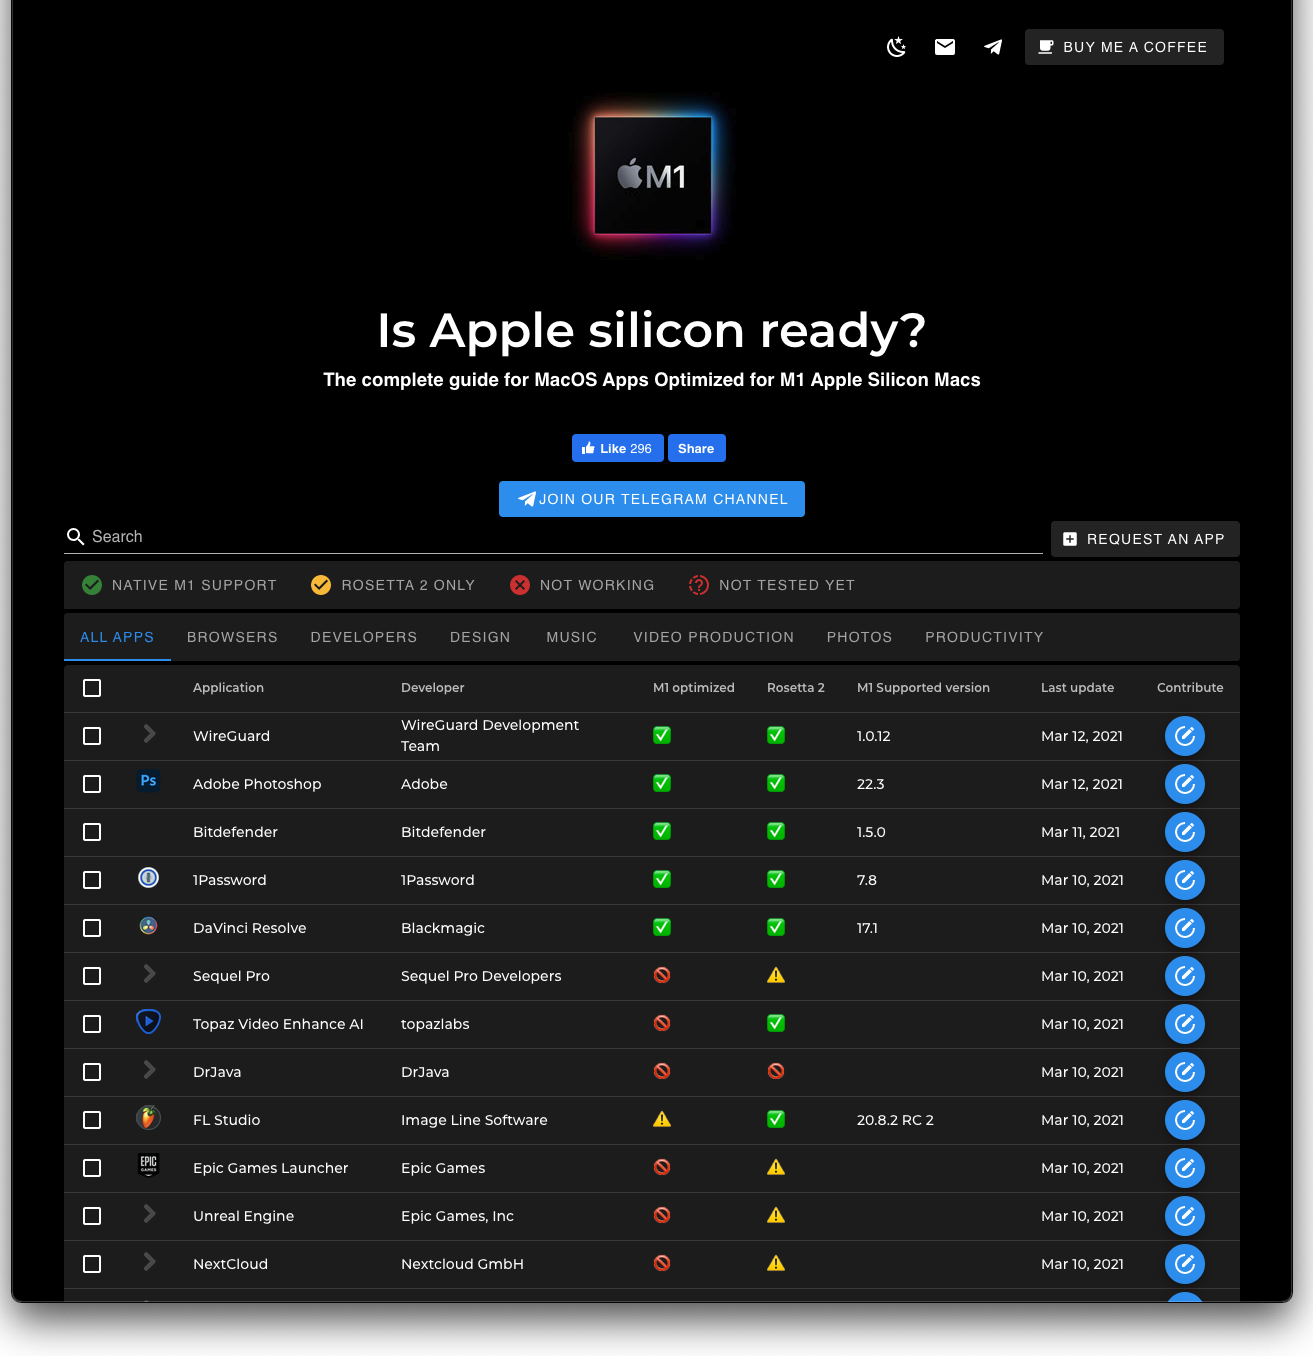 BUY ME A COFFEE
M1
Is Apple silicon ready?
The complete guide for MacOS Apps Optimized for M1 Apple Silicon Macs
Like 296 Share
JOIN OUR TELEGRAM CHANNEL
Search REQUEST AN APP
NATIVE M1 SUPPORT ROSETTA 2 ONLY NOT WORKING NOT TESTED YET
ALL APPS BROWSERS DEVELOPERS DESIGN MUSIC VIDEO PRODUCTION PHOTOS PRODUCTIVITY
Application Developer M1 optimized Rosetta 2 M1 Supported version Last update Contribute
WireGuard WireGuard Development Team ✅ ✅ 1.0.12 Mar 12, 2021
Ps Adobe Photoshop Adobe ✅ ✅ 22.3 Mar 12, 2021
Bitdefender Bitdefender ✅ ✅ 1.5.0 Mar 11, 2021
1Password 1Password ✅ ✅ 7.8 Mar 10, 2021
DaVinci Resolve Blackmagic ✅ ✅ 17.1 Mar 10, 2021
Sequel Pro Sequel Pro Developers 🚫 ⚠️ Mar 10, 2021
Topaz Video Enhance AI topazlabs 🚫 ✅ Mar 10, 2021
DrJava DrJava 🚫 🚫 Mar 10, 2021
FL Studio Image Line Software ⚠️ ✅ 20.8.2 RC 2 Mar 10, 2021
EPIC GAMES Epic Games Launcher Epic Games 🚫 ⚠️ Mar 10, 2021
Unreal Engine Epic Games, Inc 🚫 ⚠️ Mar 10, 2021
NextCloud Nextcloud GmbH 🚫 ⚠️ Mar 10, 2021